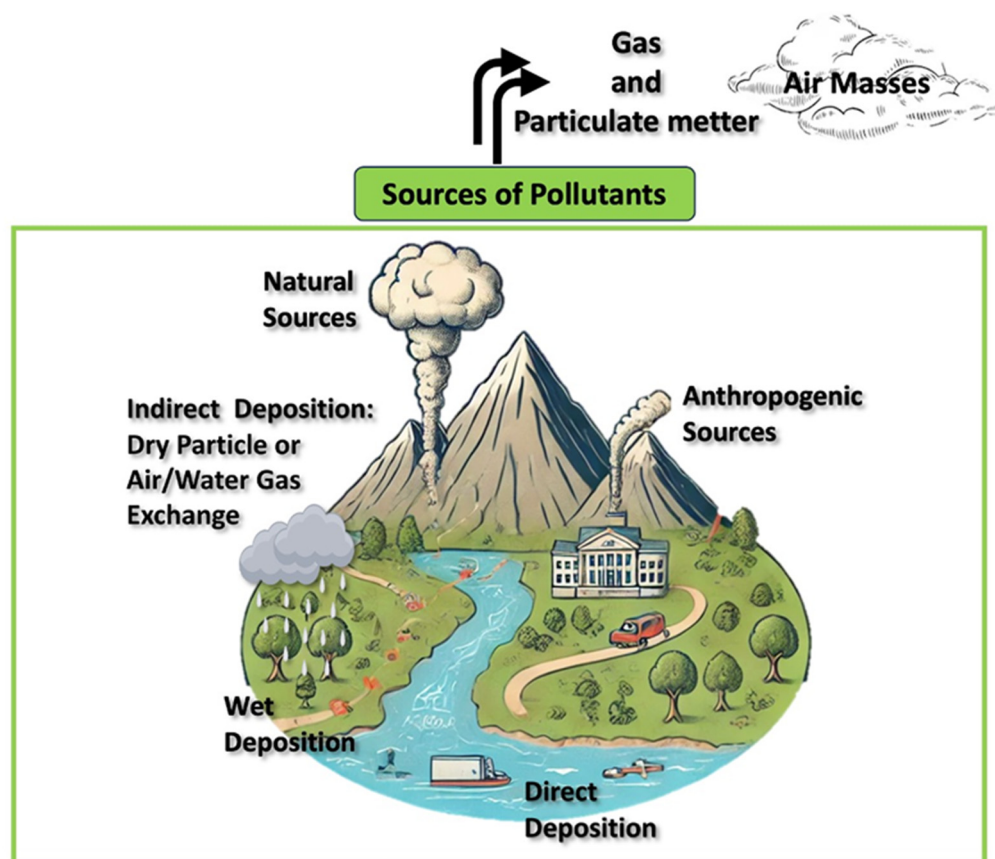 Gas
and
Particulate metter
Air Masses
Sources of Pollutants
Natural
Sources
Anthropogenic
Sources
Indirect Deposition:
Dry Particle or
Air/Water Gas
Exchange
Wet
Deposition
Direct
Deposition